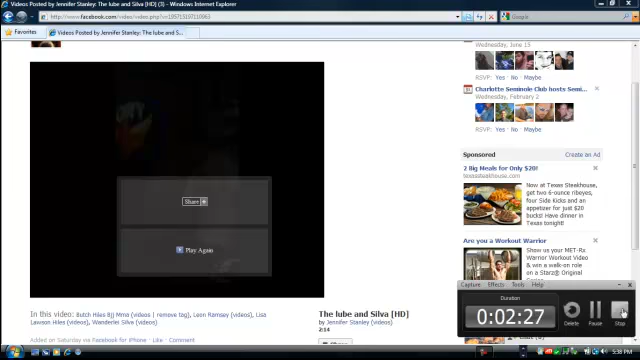 Videos Posted by Jennifer Stanley: The lube and Silva [HD] (3) - Windows Internet Explorer
Google
Favorites
Videos Posted by Jennifer Stanley: The lube and S...
Wednesday, June 15
RSVP: Yes · No · Maybe
Charlotte Seminole Club hosts Semi...
Wednesday, February 2
RSVP: Yes · No · Maybe
Sponsored
Create an Ad
2 Big Meals for Only $20!
texassteakhouse.com
Now at Texas Steakhouse,
get two 6-ounce ribeyes,
four Side Kicks and an
appetizer for just $20
bucks! Have dinner in
Texas tonight!
Are you a Workout Warrior
Show us your MET-Rx
Warrior Workout Video
& win a walk-on role
on a Starz® Original
Share +
Play Again
In this video: Butch Hiles Bjj Mma (videos | remove tag), Leon Ramsey (videos), Lisa
Lawson Hiles (videos), Wanderlei Silva (videos)
Added on Saturday via Facebook for iPhone · Like · Comment
The lube and Silva [HD]
by Jennifer Stanley (videos)
2:14
Share
Capture Effects Tools Help
Duration
0:02:27
Delete
Pause
Stop
5:38 PM